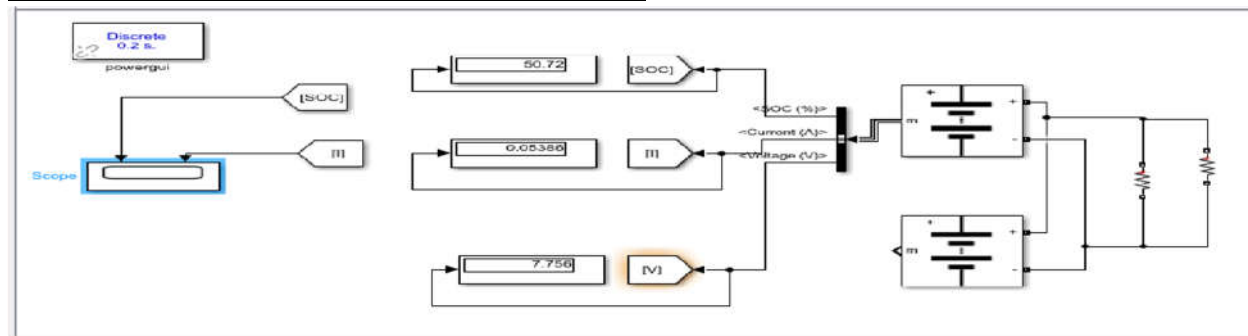 Discrete
0.2 s.
powergui
[SOC]
[I]
Scope
50.72
[SOC]
0.05386
[I]
7.756
[V]
<SOC (%)>
<Current (A)>
<Voltage (V)>
+
m
+
-
+
m
+
-